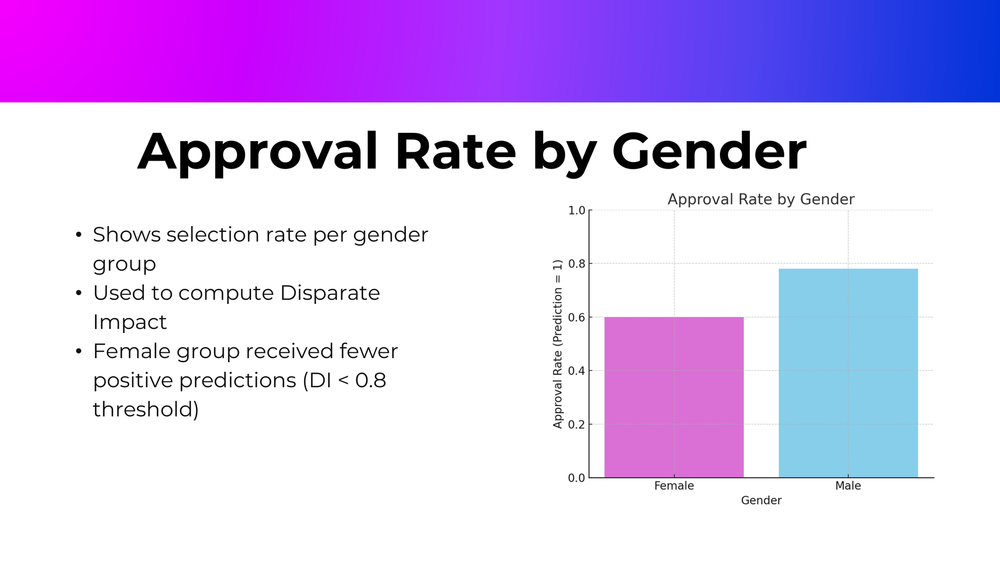 Approval Rate by Gender
• Shows selection rate per gender
group
• Used to compute Disparate
Impact
• Female group received fewer
positive predictions (DI < 0.8
threshold)
Approval Rate by Gender
Approval Rate (Prediction = 1)
1.0
0.8
0.6
0.4
0.2
0.0
Female Male
Gender